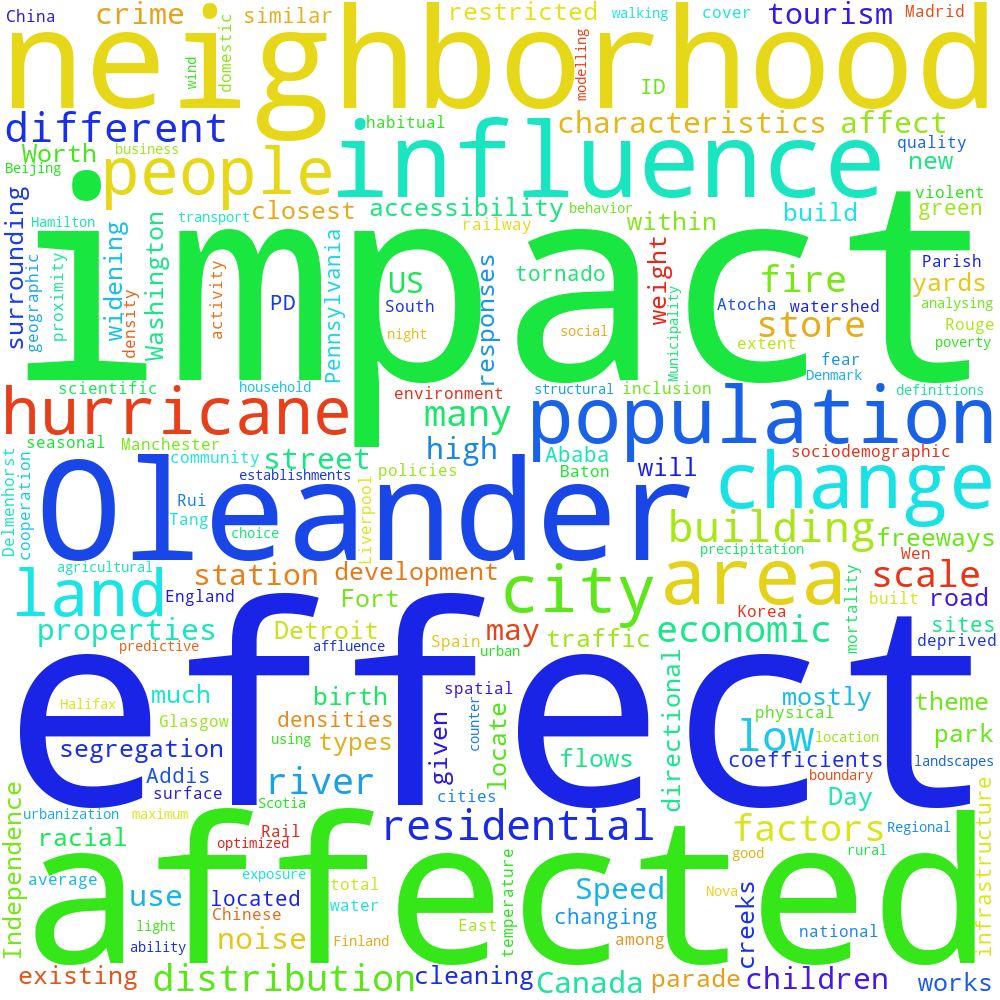 China
crime
similar
restricted
walking
cover
tourism
Madrid
neighborhood
wind
domestic
modelling
ID
different
habitual
influence
characteristics
affect
quality
Worth
business
people
new
Beijing
violent
surrounding
Hamilton
transport
closest
accessibility
behavior
within
build
green
impact
geographic
proximity
widening
density
Washington
activity
PD
Pennsylvania
US
South
night
railway
responses
tornado
social
weight
Municipality
fire
Atocha
watershed
store
extent
Parish
yards
analysing
Rouge
poverty
fear
Denmark
scientific
household
environment
structural
inclusion
definitions
hurricane
many
population
seasonal
Manchester
street
high
Ababa
will
sociodemographic
community
establishments
policies
Baton
change
Delmenhorst
cooperation
Oleander
Rui
Tang
choice
Liverpool
building
freeways
precipitation
Wen
agricultural
station
development
city
area
scale
land
England
Fort
Korea
mortality
built
road
properties
Detroit
Spain
may
traffic
economic
sites
predictive
affluence
urban
deprived
effect
much
birth
spatial
mostly
theme
Halifax
Glasgow
densities
counter
locate
directional
physical
using
types
given
flows
low
location
park
segregation
coefficients
landscapes
Addis
river
boundary
surface
cities
Day
Scotia
urbanization
maximum
Independence
racial
Rail
optimized
residential
factors
Regional
infrastructure
affected
good
rural
average
exposure
total
temperature
Speed
Nova
use
located
water
changing
creeks
Chinese
light
East
national
ability
noise
Finland
among
existing
distribution
cleaning
Canada
parade
children
works